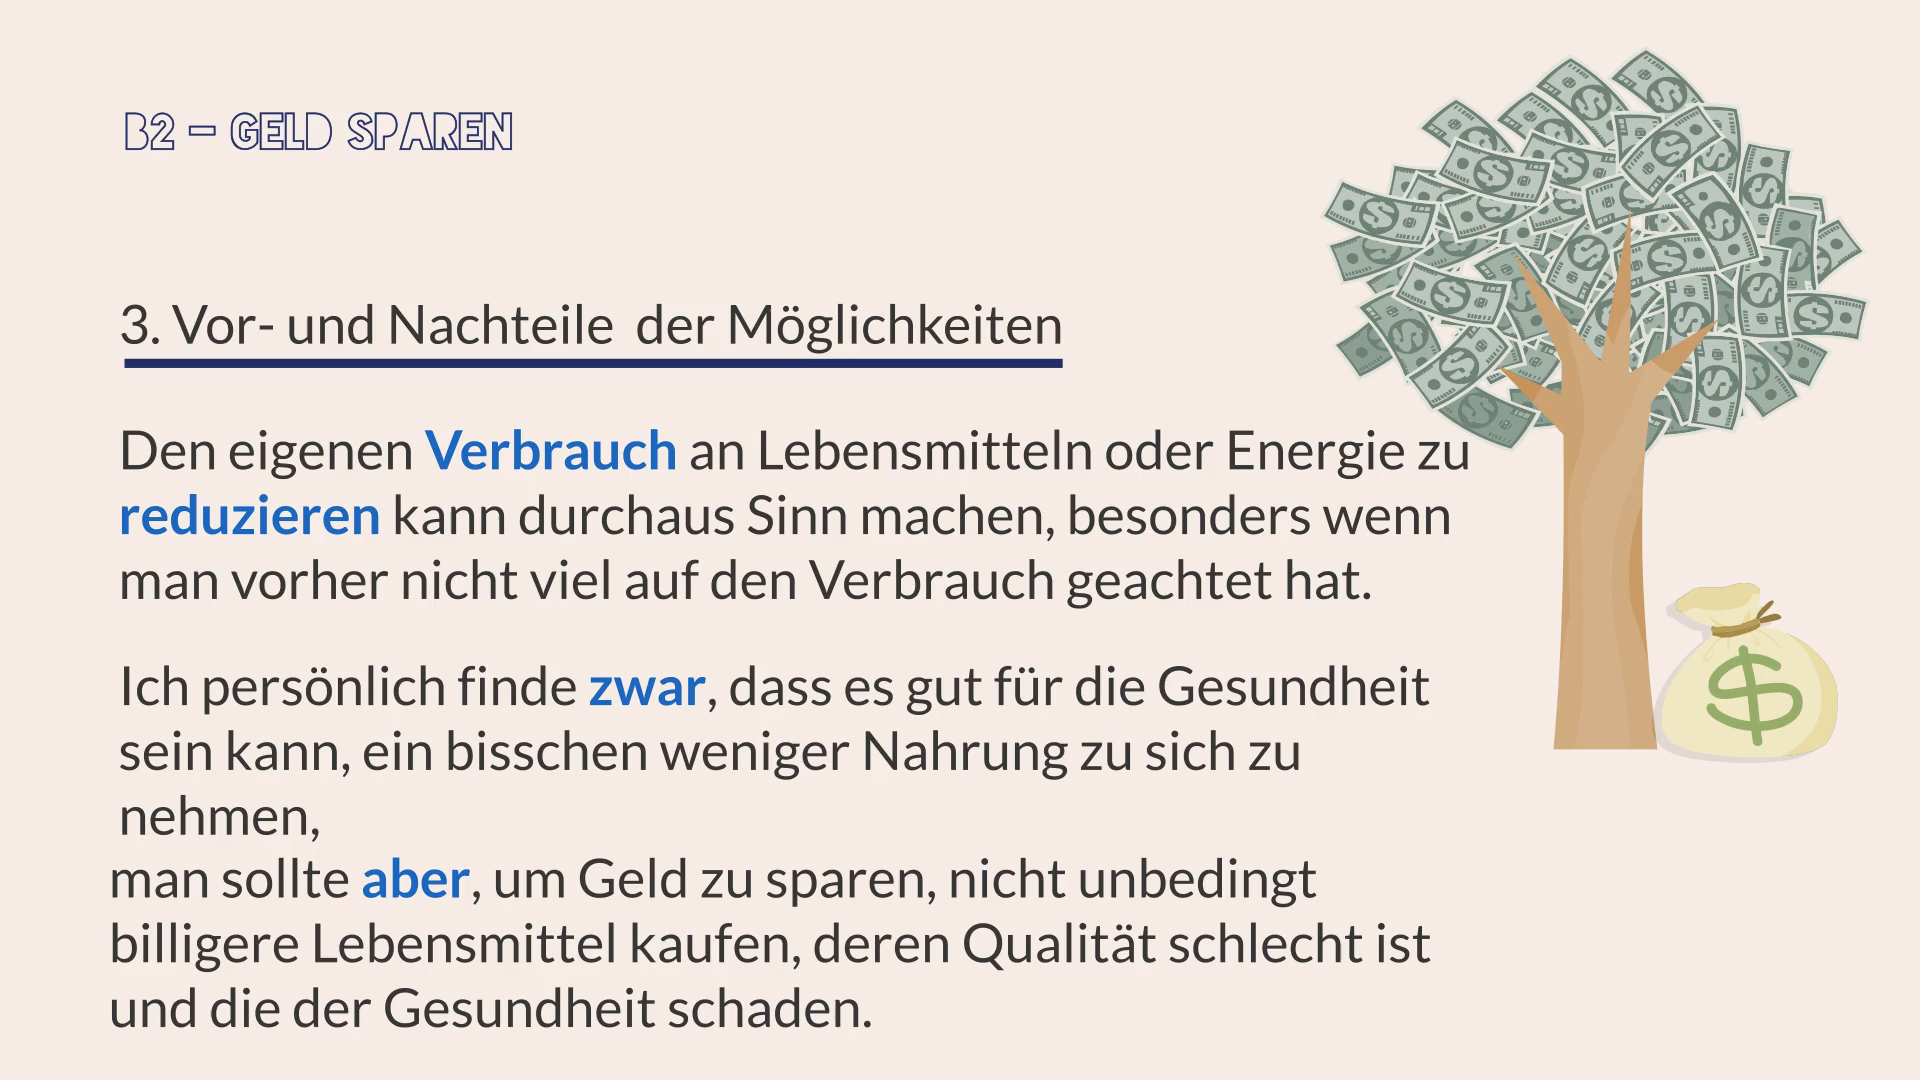 B2 – GELD SPAREN
3. Vor- und Nachteile der Möglichkeiten
Den eigenen Verbrauch an Lebensmitteln oder Energie zu
reduzieren kann durchaus Sinn machen, besonders wenn
man vorher nicht viel auf den Verbrauch geachtet hat.
Ich persönlich finde zwar, dass es gut für die Gesundheit
sein kann, ein bisschen weniger Nahrung zu sich zu
nehmen,
man sollte aber, um Geld zu sparen, nicht unbedingt
billigere Lebensmittel kaufen, deren Qualität schlecht ist
und die der Gesundheit schaden.